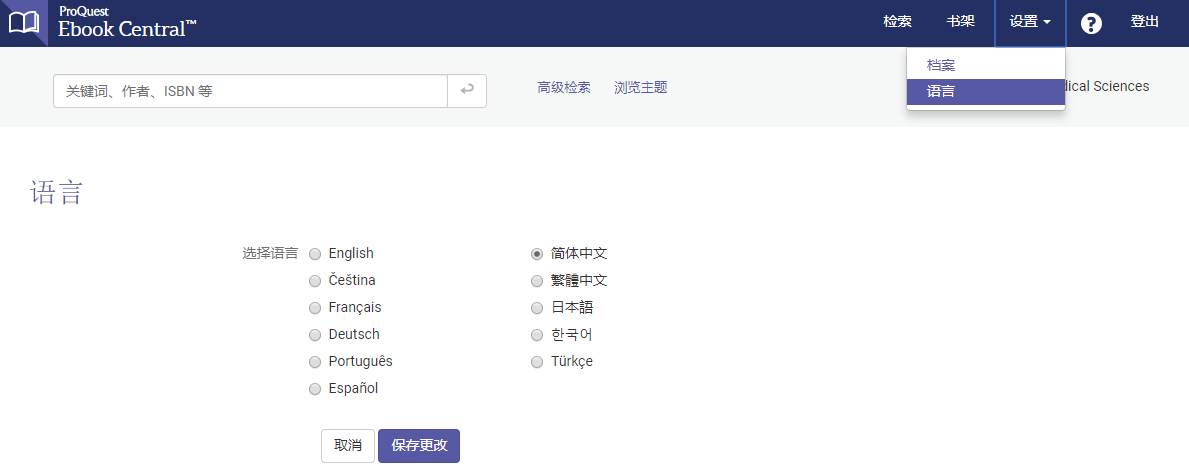 ProQuest
Ebook Central™
检索 书架 设置 登出
档案
语言
dical Sciences
关键词、作者、ISBN 等
高级检索 浏览主题
语言
选择语言 English 简体中文
Čeština 繁體中文
Français 日本語
Deutsch 한국어
Português Türkçe
Español
取消 保存更改